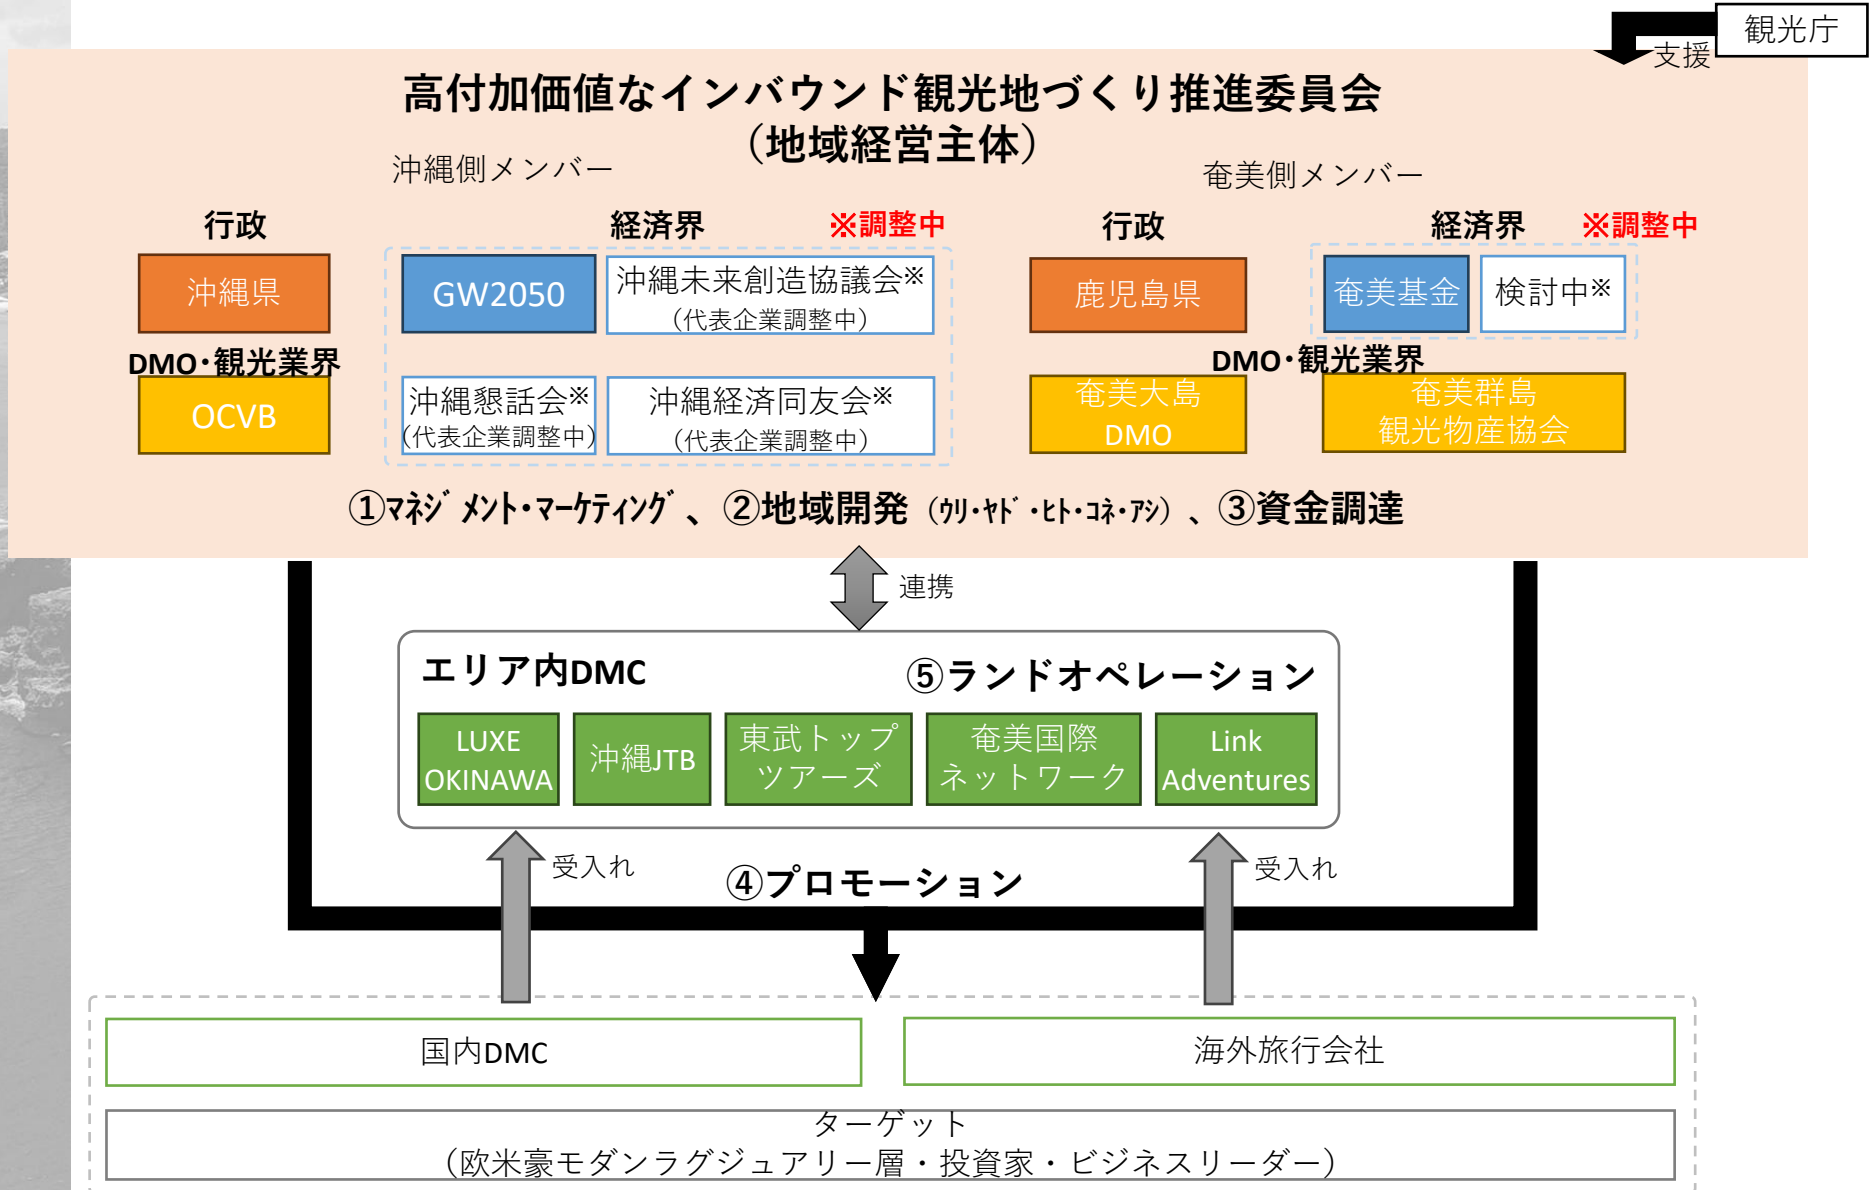 観光庁
支援
高付加価値なインバウンド観光地づくり推進委員会
（地域経営主体）
沖縄側メンバー
奄美側メンバー
行政
経済界
※調整中
行政
経済界
※調整中
沖縄県
GW2050
沖縄未来創造協議会※
（代表企業調整中）
鹿児島県
奄美基金
検討中※
DMO・観光業界
DMO・観光業界
OCVB
沖縄懇話会※
（代表企業調整中）
沖縄経済同友会※
（代表企業調整中）
奄美大島
DMO
奄美群島
観光物産協会
①ﾏﾈｼﾞﾒﾝﾄ・ﾏｰｹﾃｨﾝｸﾞ、②地域開発（ｳﾘ・ﾔﾄﾞ・ﾋﾄ・ｺﾈ・ｱｼ）、③資金調達
連携
エリア内DMC
⑤ランドオペレーション
LUXE
OKINAWA
沖縄JTB
東武トップ
ツアーズ
奄美国際
ネットワーク
Link
Adventures
受入れ
④プロモーション
受入れ
国内DMC
海外旅行会社
ターゲット
（欧米豪モダンラグジュアリー層・投資家・ビジネスリーダー）